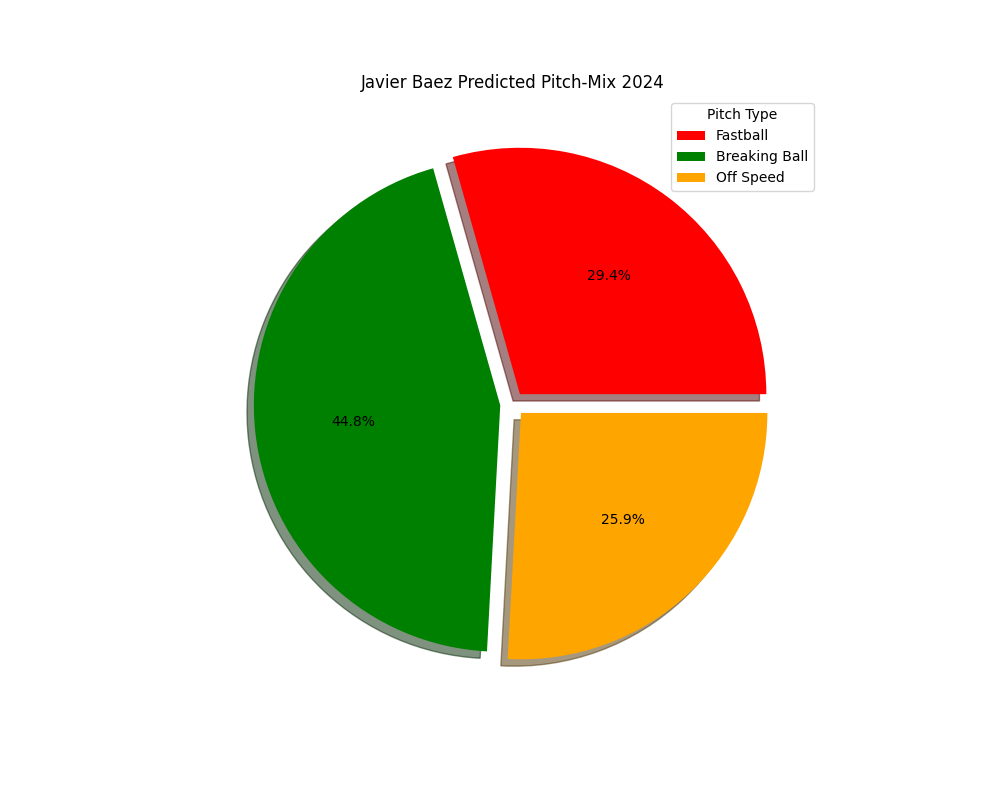 Javier Baez Predicted Pitch-Mix 2024
Pitch Type
Fastball
Breaking Ball
Off Speed
29.4%
44.8%
25.9%